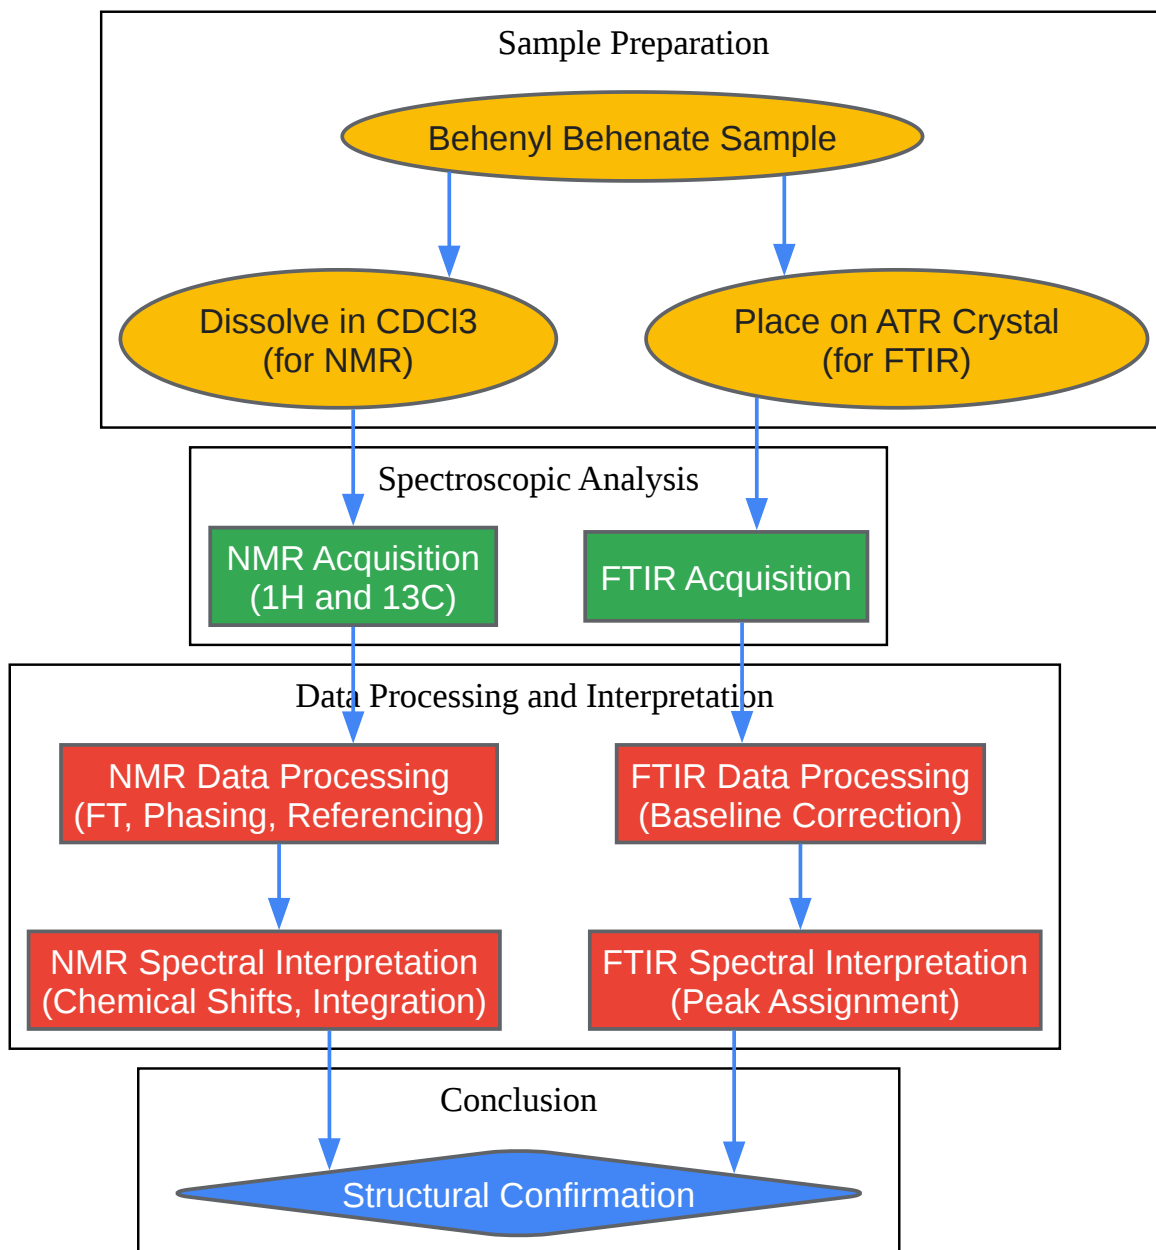 Sample Preparation
Behenyl Behenate Sample
Dissolve in CDCl3
(for NMR)
Place on ATR Crystal
(for FTIR)
Spectroscopic Analysis
NMR Acquisition
(1H and 13C)
FTIR Acquisition
Data Processing and Interpretation
NMR Data Processing
(FT, Phasing, Referencing)
FTIR Data Processing
(Baseline Correction)
NMR Spectral Interpretation
(Chemical Shifts, Integration)
FTIR Spectral Interpretation
(Peak Assignment)
Conclusion
Structural Confirmation